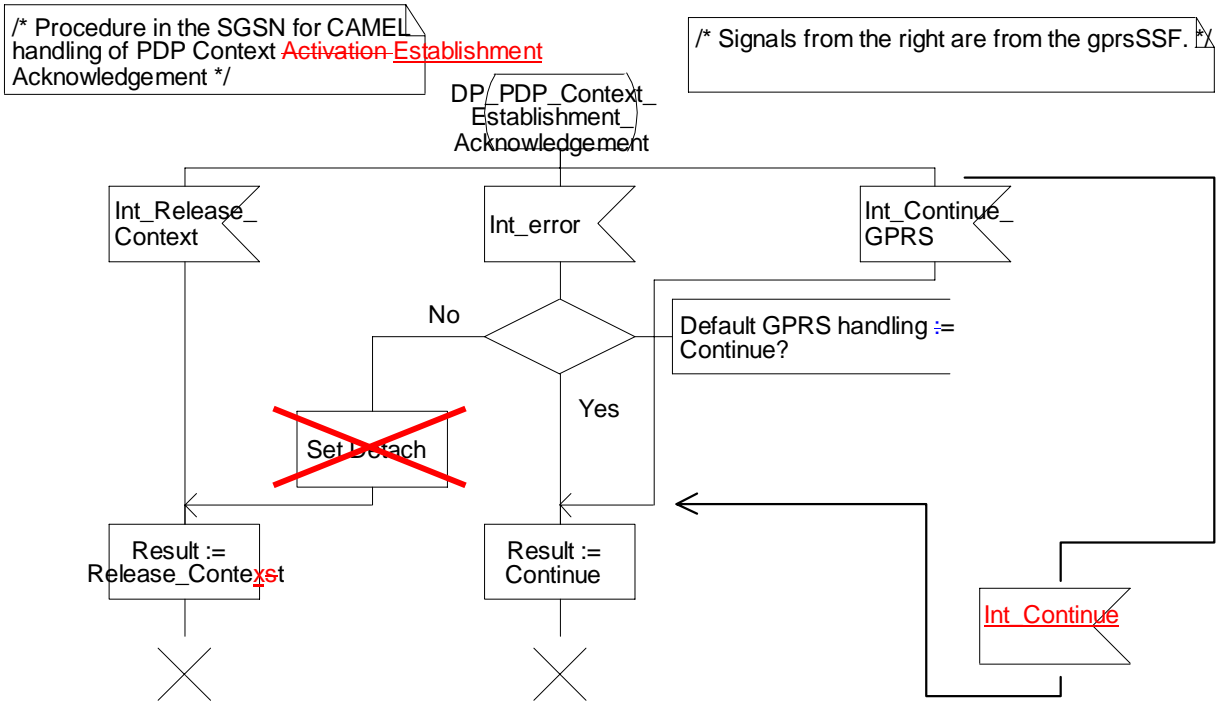 /* Procedure in the SGSN for CAMEL
handling of PDP Context Activation Establishment
Acknowledgement */
/* Signals from the right are from the gprsSSF. */
DP_PDP_Context_
Establishment_
Acknowledgement
Int_Release_
Context
Int_error
Int_Continue_
GPRS
No
Default GPRS handling :=
Continue?
Yes
Set Detach
Result :=
Release_Contexst
Result :=
Continue
Int_Continue